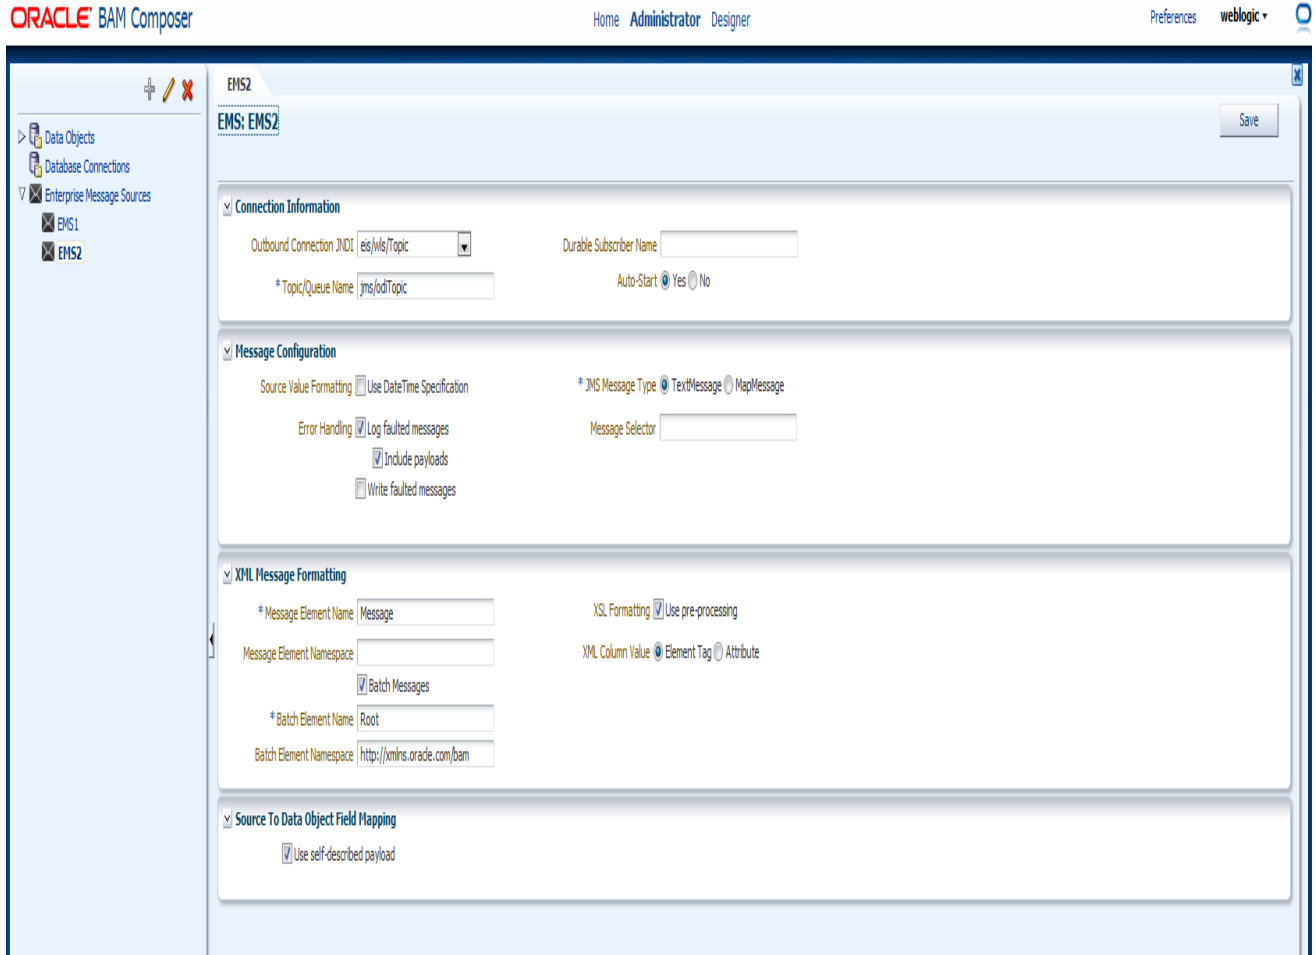 ORACLE BAM Composer
Home Administrator Designer
Preferences weblogic
EMS2
EMS: EMS2
Save
Data Objects
Database Connections
Enterprise Message Sources
EMS1
EMS2
Connection Information
Outbound Connection JNDI eis/wls/Topic Durable Subscriber Name
* Topic/Queue Name jms/odiTopic Auto-Start Yes No
Message Configuration
Source Value Formatting Use DateTime Specification * JMS Message Type TextMessage MapMessage
Error Handling Log faulted messages Message Selector
Include payloads
Write faulted messages
XML Message Formatting
* Message Element Name Message XSL Formatting Use pre-processing
Message Element Namespace XML Column Value Element Tag Attribute
Batch Messages
* Batch Element Name Root
Batch Element Namespace http://xmlns.oracle.com/bam
Source To Data Object Field Mapping
Use self-described payload